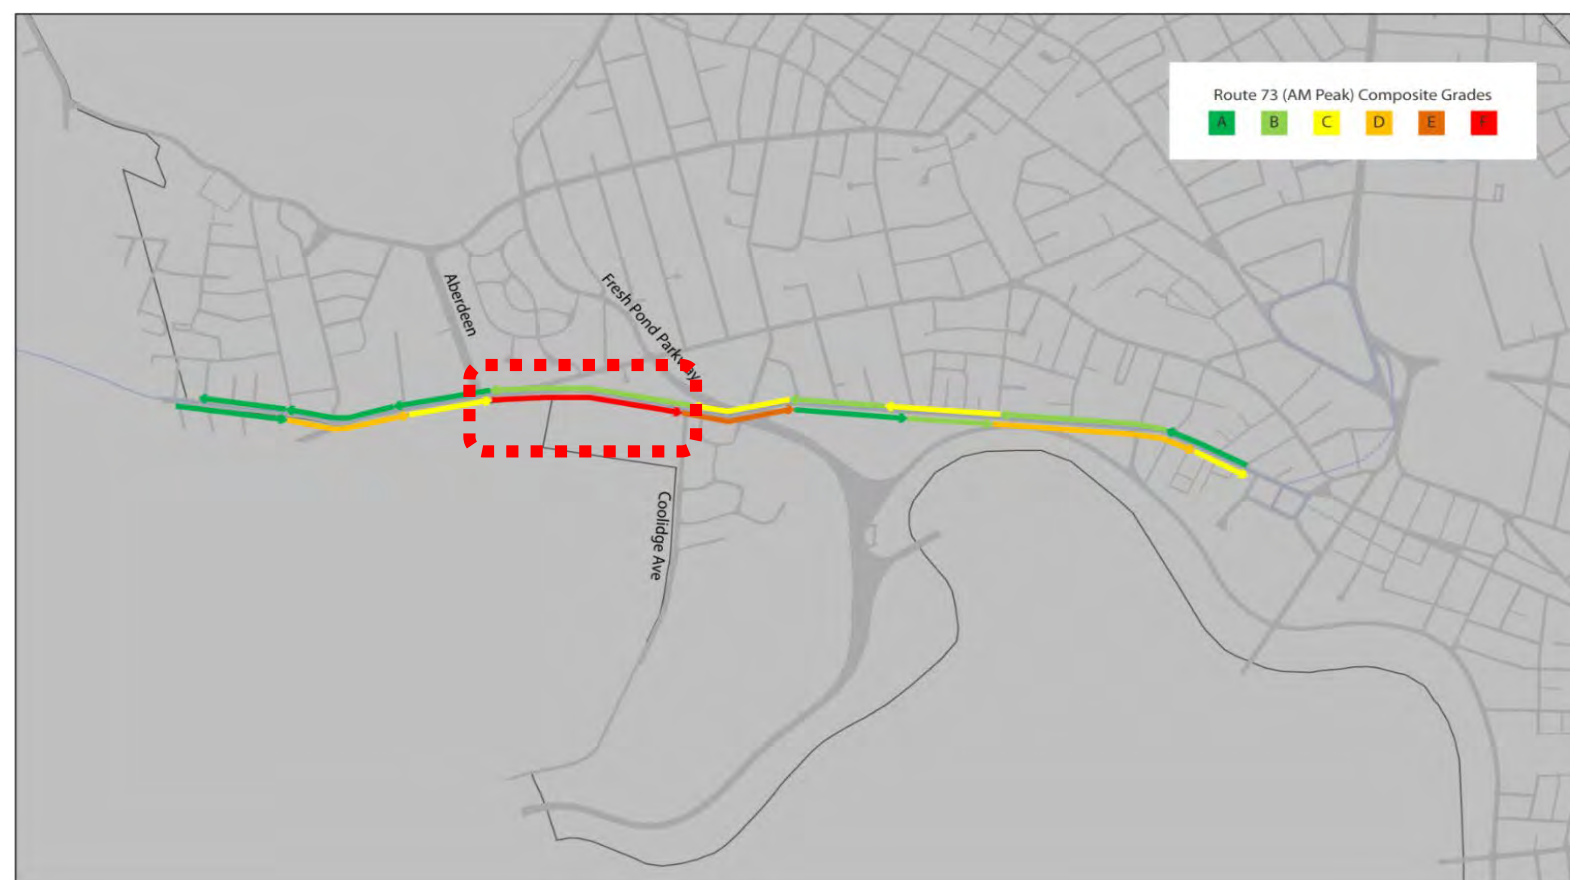 Route 73 (AM Peak) Composite Grades
A B C D E F
Aberdeen
Fresh Pond Parkway
Coolidge Ave